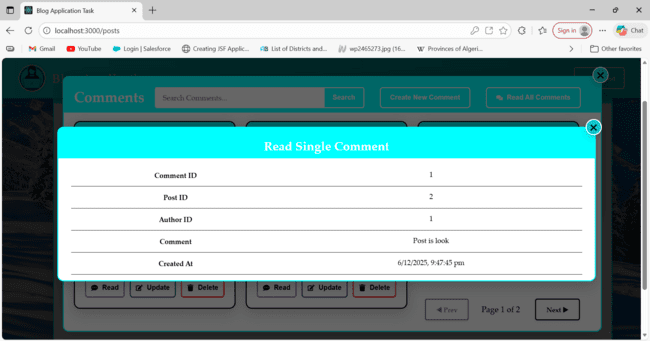 Blog Application Task
localhost:3000/posts
Sign in
Chat
Gmail
YouTube
Login | Salesforce
Creating JSF Applic...
List of Districts and...
wp2465273.jpg (16...
Provinces of Algeri...
Other favorites
Comments
Search Comments...
Search
Create New Comment
Read All Comments
Read Single Comment
Comment ID 1
Post ID 2
Author ID 1
Comment Post is look
Created At 6/12/2025, 9:47:45 pm
Read Update Delete Read Update Delete
Prev Page 1 of 2 Next